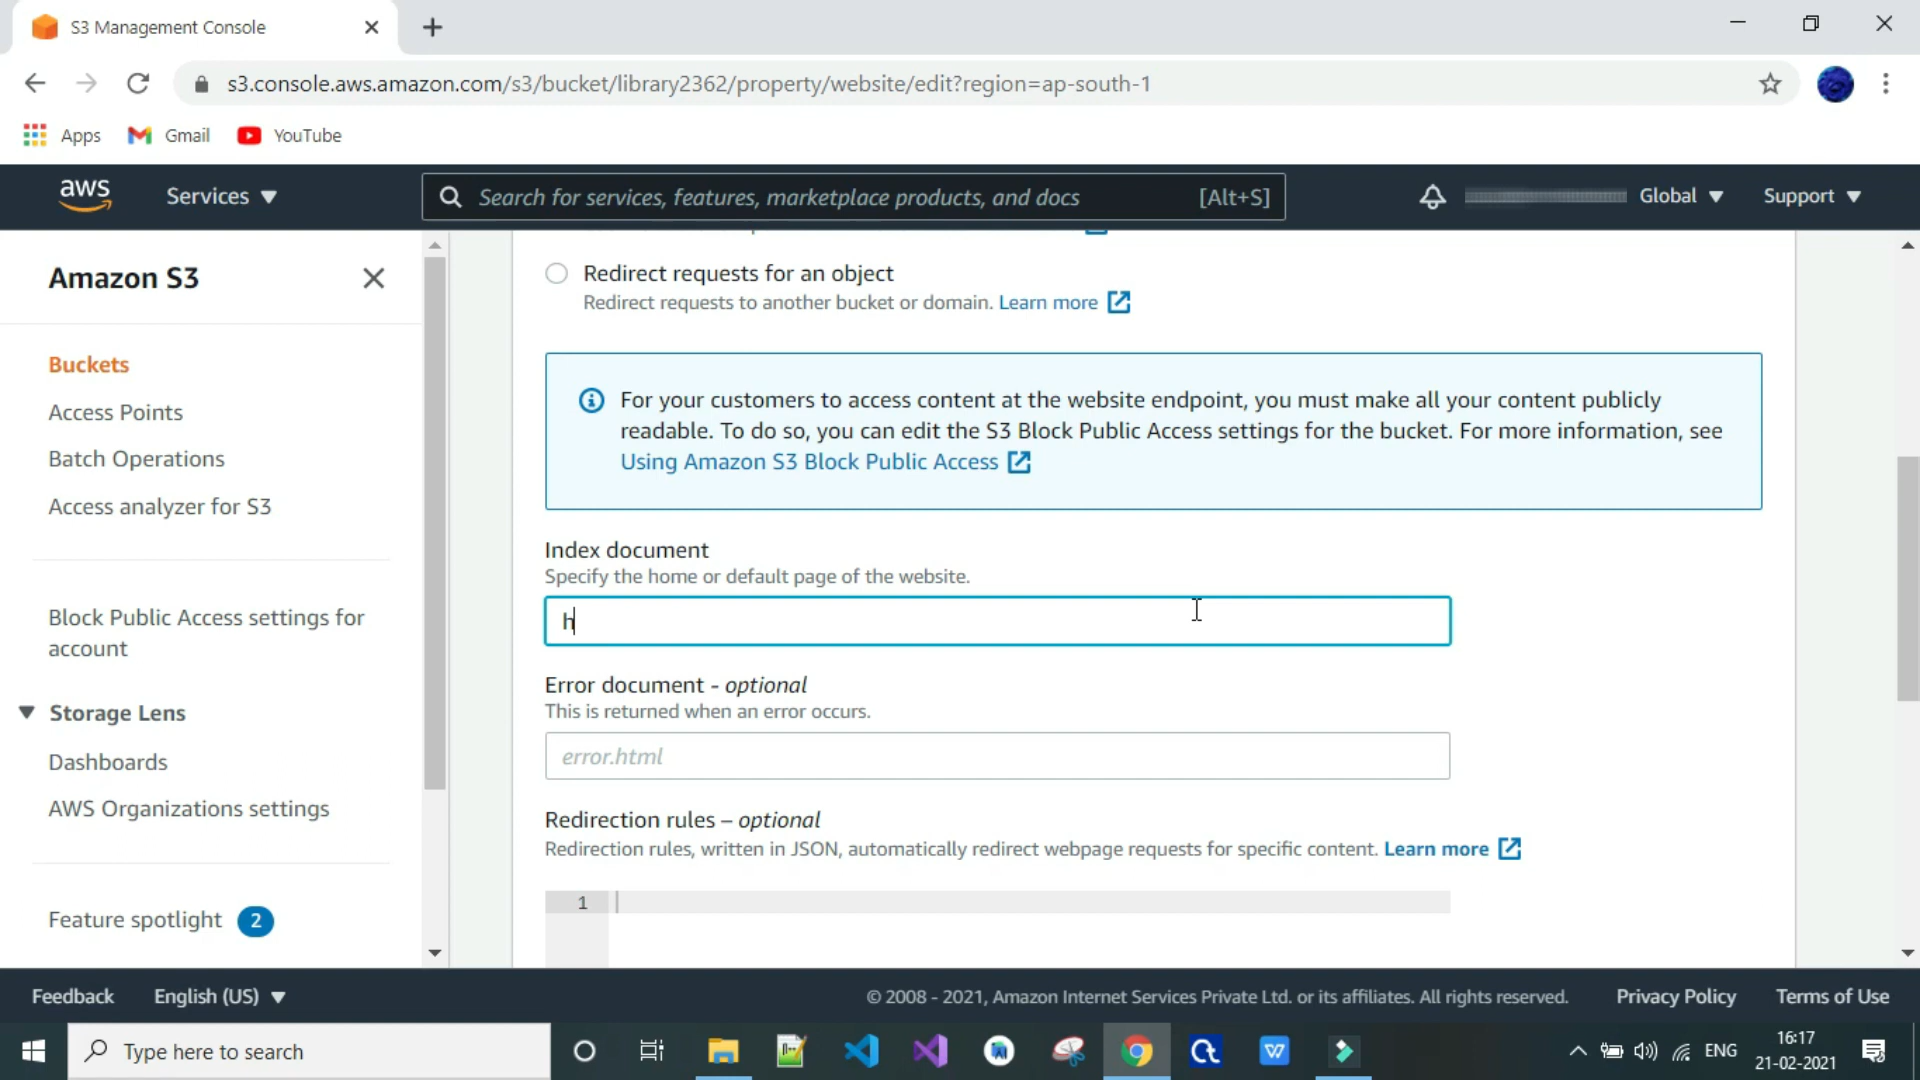 S3 Management Console
s3.console.aws.amazon.com/s3/bucket/library2362/property/website/edit?region=ap-south-1
Apps Gmail YouTube
aws Services Search for services, features, marketplace products, and docs [Alt+S] Global Support
Amazon S3
Buckets
Access Points
Batch Operations
Access analyzer for S3
Block Public Access settings for
account
Storage Lens
Dashboards
AWS Organizations settings
Feature spotlight 2
Redirect requests for an object
Redirect requests to another bucket or domain. Learn more
For your customers to access content at the website endpoint, you must make all your content publicly
readable. To do so, you can edit the S3 Block Public Access settings for the bucket. For more information, see
Using Amazon S3 Block Public Access
Index document
Specify the home or default page of the website.
h
Error document - optional
This is returned when an error occurs.
error.html
Redirection rules – optional
Redirection rules, written in JSON, automatically redirect webpage requests for specific content. Learn more
1
Feedback English (US) © 2008 - 2021, Amazon Internet Services Private Ltd. or its affiliates. All rights reserved. Privacy Policy Terms of Use
Type here to search ENG 16:17
21-02-2021